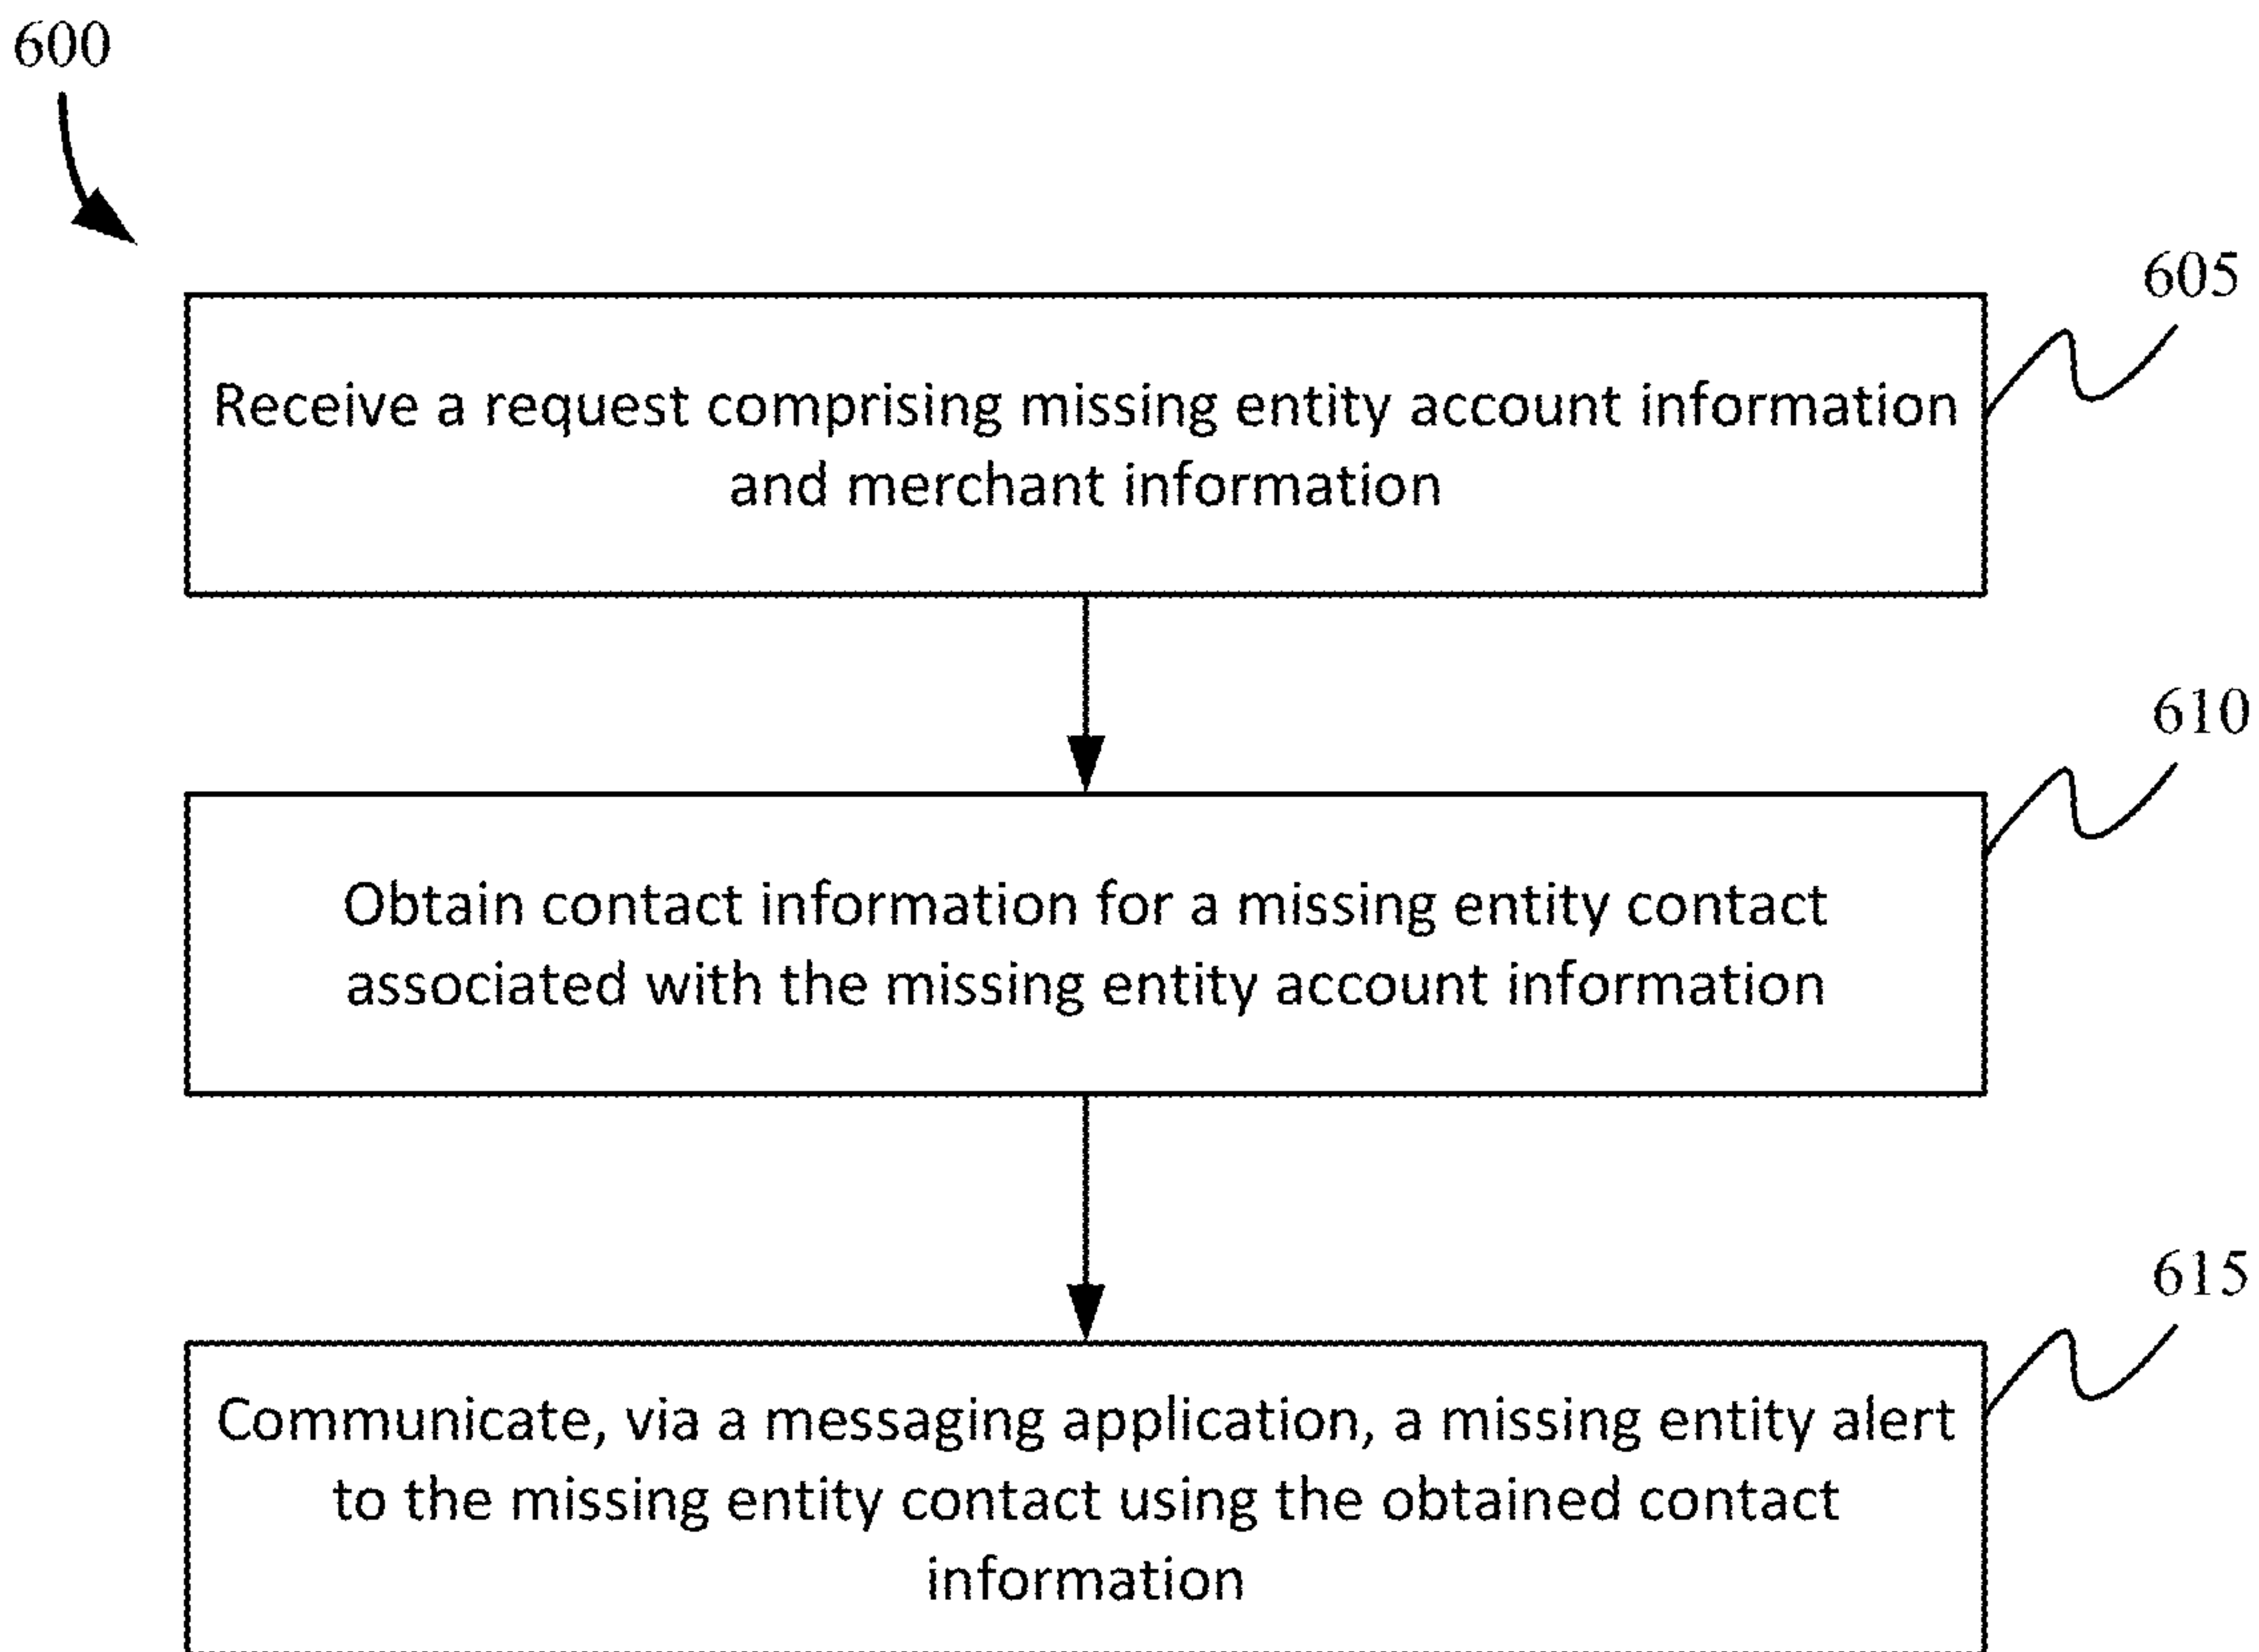 600
605
Receive a request comprising missing entity account information
and merchant information
610
Obtain contact information for a missing entity contact
associated with the missing entity account information
615
Communicate, via a messaging application, a missing entity alert
to the missing entity contact using the obtained contact
information